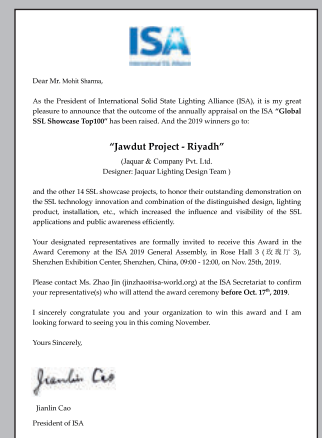 ISA
International SSL Alliance
Dear Mr. Mohit Sharma,
As the President of International Solid State Lighting Alliance (ISA), it is my great
pleasure to announce that the outcome of the annually appraisal on the ISA “Global
SSL Showcase Top100” has been raised. And the 2019 winners go to:
“Jawdut Project - Riyadh”
(Jaquar & Company Pvt. Ltd.
Designer: Jaquar Lighting Design Team )
and the other 14 SSL showcase projects, to honor their outstanding demonstration on
the SSL technology innovation and combination of the distinguished design, lighting
product, installation, etc., which increased the influence and visibility of the SSL
applications and public awareness efficiently.
Your designated representatives are formally invited to receive this Award in the
Award Ceremony at the ISA 2019 General Assembly, in Rose Hall 3 (玫瑰厅 3),
Shenzhen Exhibition Center, Shenzhen, China, 09:00 - 12:00, on Nov. 25th, 2019.
Please contact Ms. Zhao Jin (jinzhao@isa-world.org) at the ISA Secretariat to confirm
your representative(s) who will attend the award ceremony before Oct. 17th, 2019.
I sincerely congratulate you and your organization to win this award and I am
looking forward to seeing you in this coming November.
Yours Sincerely,
Jianlin Cao
Jianlin Cao
President of ISA